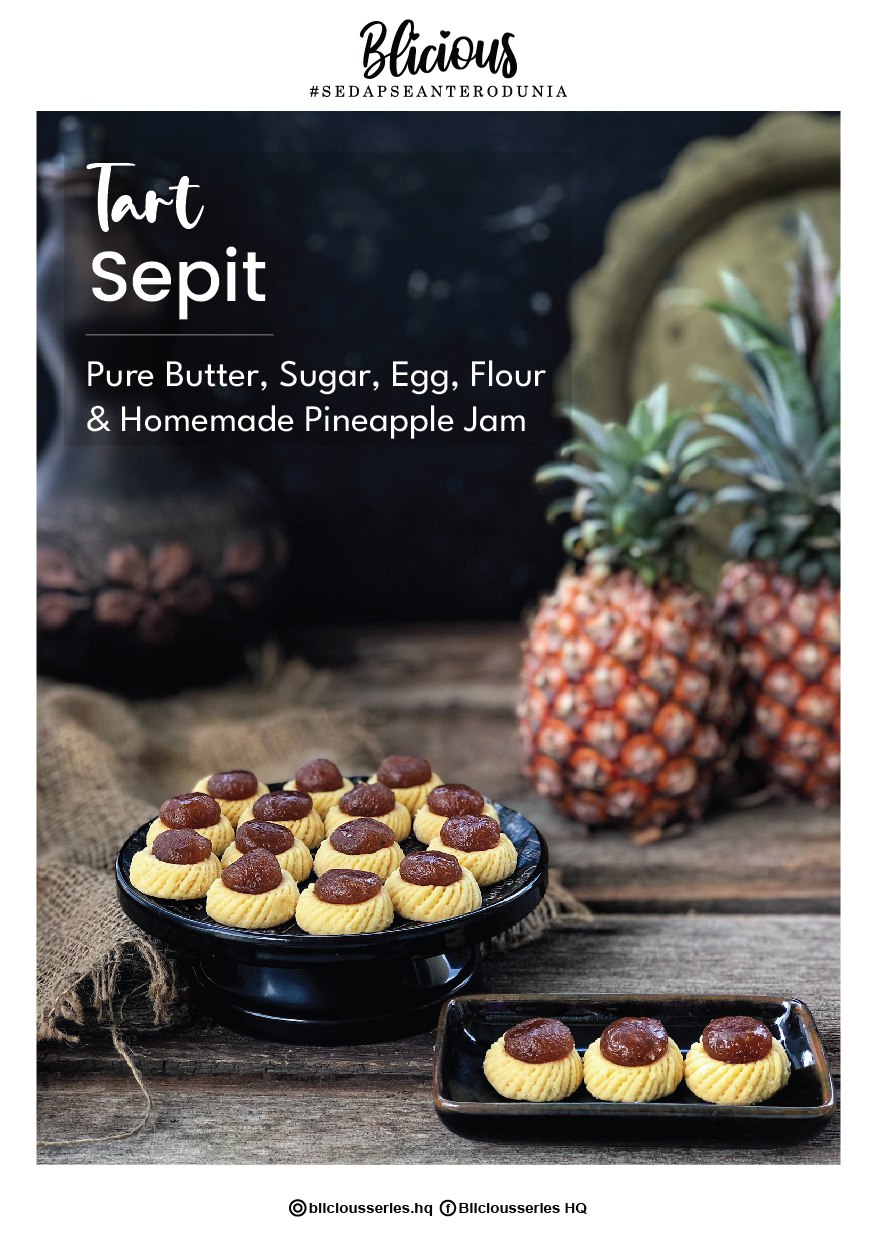 Blicious
#SEDAPSEANTERODUNIA
Tart
Sepit
Pure Butter, Sugar, Egg, Flour
& Homemade Pineapple Jam
bliciousseries.hq Bliciousseries HQ